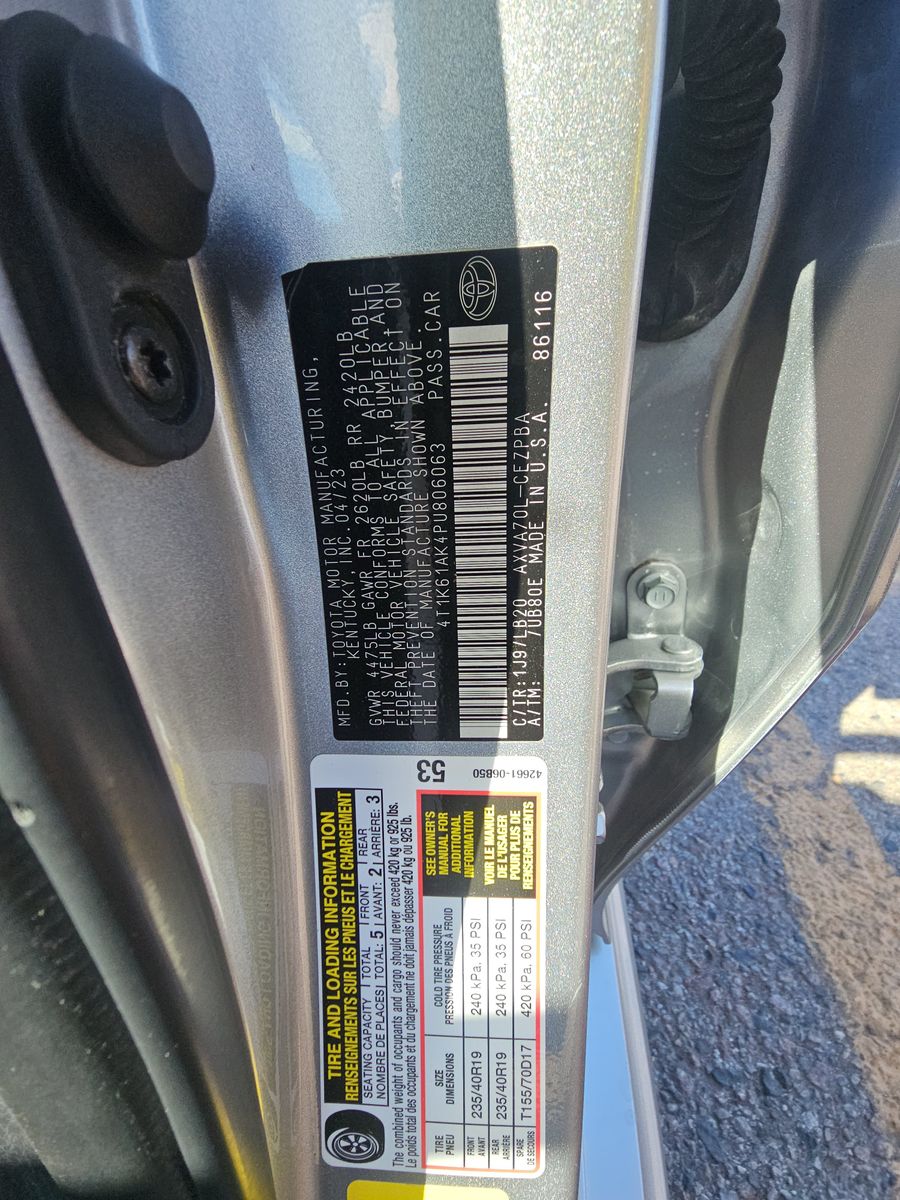 MFD.BY:TOYOTA MOTOR MANUFACTURING,
KENTUCKY, INC. 04/23
GVWR 4475LB GAWR FR 2620LB RR 2420LB
THIS VEHICLE CONFORMS TO ALL APPLICABLE
FEDERAL MOTOR VEHICLE SAFETY, BUMPER, AND
THEFT PREVENTION STANDARDS IN EFFECT ON
THE DATE OF MANUFACTURE SHOWN ABOVE.
4T1K61AK4PU806063 PASS.CAR
C/TR:1J9/LB20 AXVA70L-CEZPBA
A/TM: /UB80E MADE IN U.S.A. 86116
TIRE AND LOADING INFORMATION
RENSEIGNEMENTS SUR LES PNEUS ET LE CHARGEMENT
SEATING CAPACITY | TOTAL | FRONT | REAR
NOMBRE DE PLACES | TOTAL: 5 | AVANT: 2 | ARRIÈRE: 3
The combined weight of occupants and cargo should never exceed 420 kg or 925 lbs.
Le poids total des occupants et du chargement ne doit jamais dépasser 420 kg ou 925 lb.
53
42661-06B50
TIRE
PNEU
SIZE
DIMENSIONS
COLD TIRE PRESSURE
PRESSION DES PNEUS À FROID
FRONT
AVANT
235/40R19
240 kPa, 35 PSI
REAR
ARRIÈRE
235/40R19
240 kPa, 35 PSI
SPARE
DE SECOURS
T155/70D17
420 kPa, 60 PSI
SEE OWNER'S
MANUAL FOR
ADDITIONAL
INFORMATION
VOIR LE MANUEL
DE L'USAGER
POUR PLUS DE
RENSEIGNEMENTS